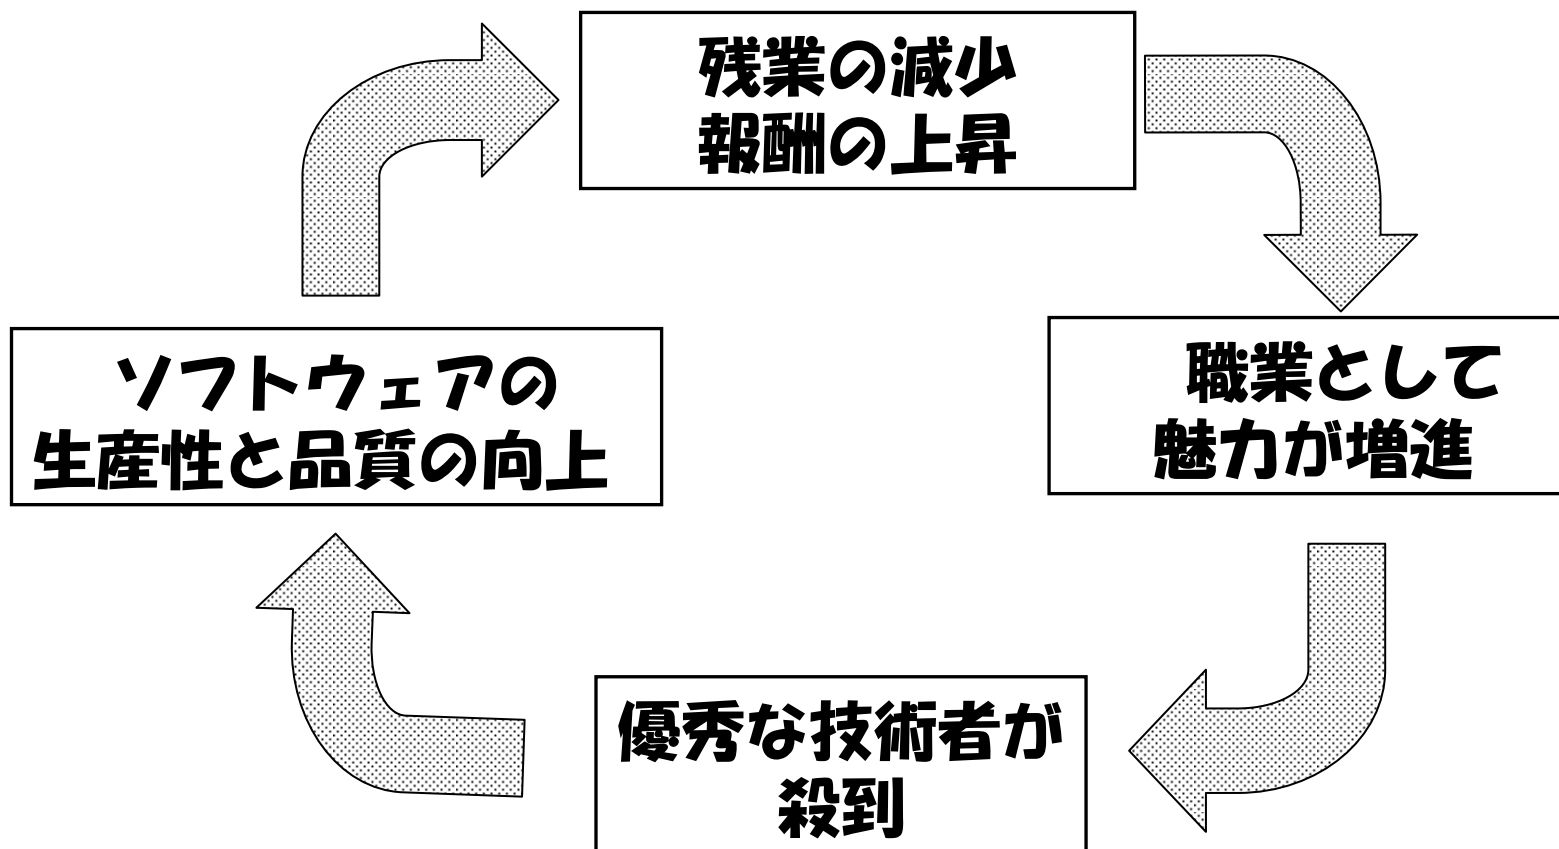 残業の減少
報酬の上昇
ソフトウェアの
生産性と品質の向上
職業として
魅力が増進
優秀な技術者が
殺到